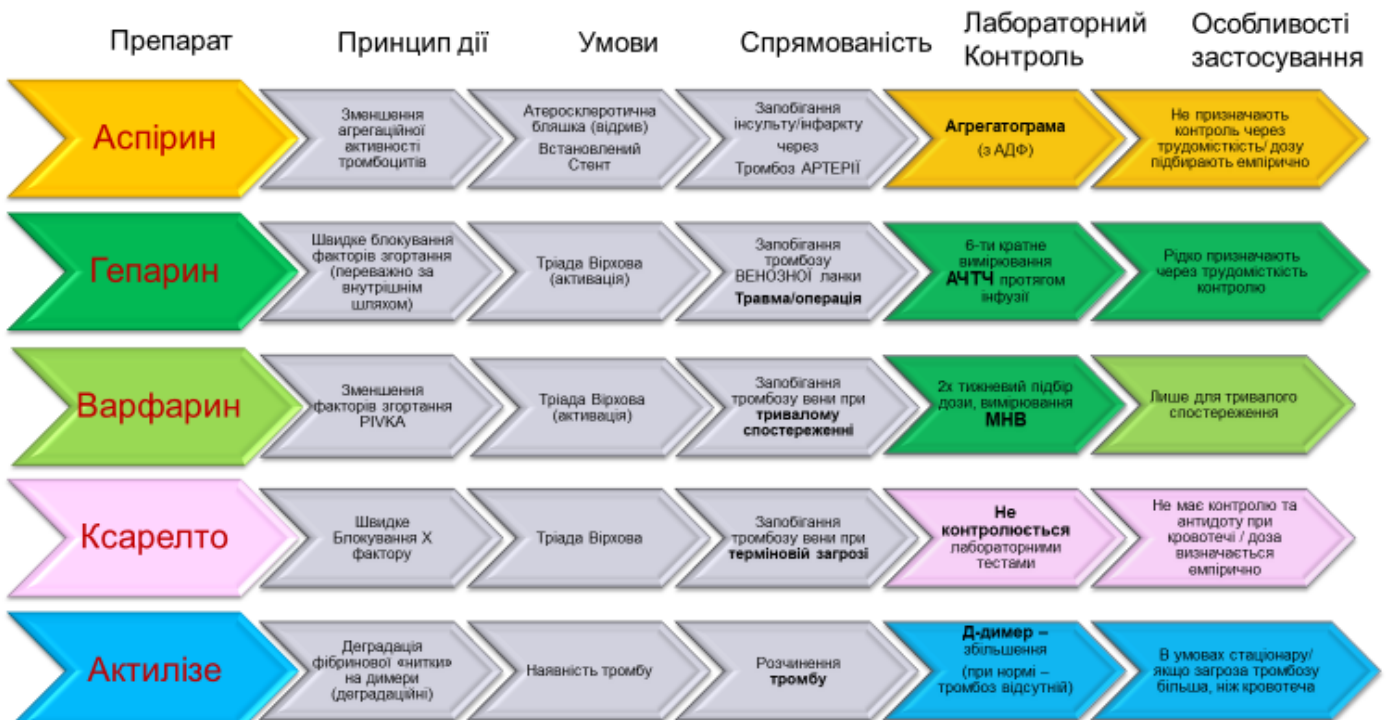 Препарат
Принцип дії
Умови
Спрямованість
Лабораторний
Контроль
Особливості
застосування
Аспірин
Зменшення
агрегаційної
активності
тромбоцитів
Атеросклеротична
бляшка (відрив)
Встановлений
Стент
Запобігання
інсульту/інфаркту
через
Тромбоз АРТЕРІЇ
Агрегатограма
(з АДФ)
Не призначають
контроль через
трудомісткість/ дозу
підбирають емпірично
Гепарин
Швидке блокування
факторів згортання
(переважно за
внутрішнім
шляхом)
Тріада Вірхова
(активація)
Запобігання
тромбозу
ВЕНОЗНОЇ ланки
Травма/операція
6-ти кратне
вимірювання
АЧТЧ протягом
інфузії
Рідко призначають
через трудомісткість
контролю
Варфарин
Зменшення
факторів згортання
PIVKA
Тріада Вірхова
(активація)
Запобігання
тромбозу вени при
тривалому
спостереженні
2х тижневий підбір
дози, вимірювання
МНВ
Лише для тривалого
спостереження
Ксарелто
Швидке
Блокування X
фактору
Тріада Вірхова
Запобігання
тромбозу вени при
терміновій загрозі
Не
контролюється
лабораторними
тестами
Не має контролю та
антидоту при
кровотечі / доза
визначається
емпірично
Актилізе
Деградація
фібринової «нитки»
на димери
(деградаційні)
Наявність тромбу
Розчинення
тромбу
Д-димер –
збільшення
(при нормі –
тромбоз відсутній)
В умовах стаціонару/
якщо загроза тромбозу
більша, ніж кровотеча